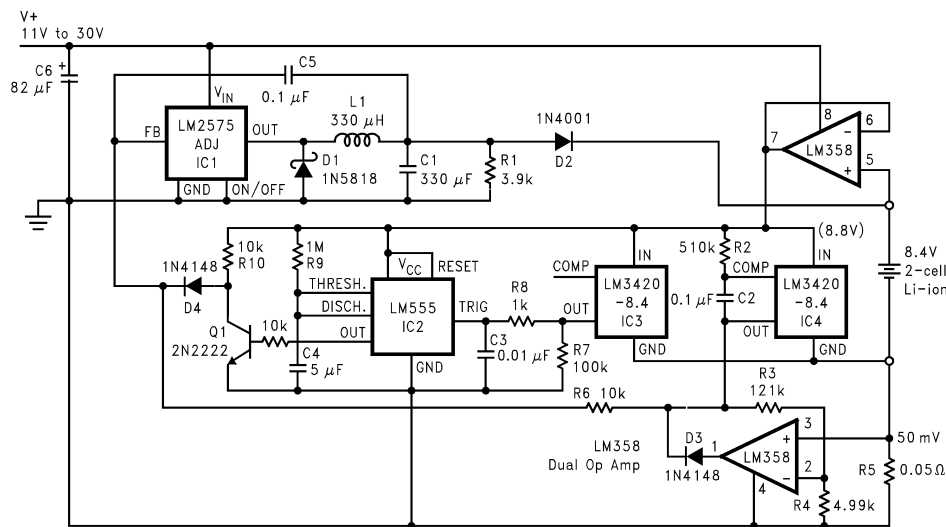 V+
11V to 30V
C6
+
82 μF
C5
0.1 μF
VIN
FB
LM2575
ADJ
IC1
OUT
GND
ON/OFF
L1
330 μH
D1
1N5818
C1
330 μF
R1
3.9k
1N4001
D2
8
7
6
LM358
5
−
+
(8.8V)
8.4V
2-cell
Li-ion
10k
R10
1N4148
D4
Q1
2N2222
10k
1M
R9
THRESH.
DISCH.
OUT
C4
5 μF
VCC
RESET
LM555
IC2
TRIG
GND
R8
1k
C3
0.01 μF
OUT
R7
100k
COMP
IN
LM3420
-8.4
IC3
GND
510k
R2
COMP
0.1 μF
C2
OUT
IN
LM3420
-8.4
IC4
GND
R6 10k
R3
121k
LM358
Dual Op Amp
D3
1N4148
1
LM358
+
−
3
2
4
R4
4.99k
50 mV
R5
0.05Ω